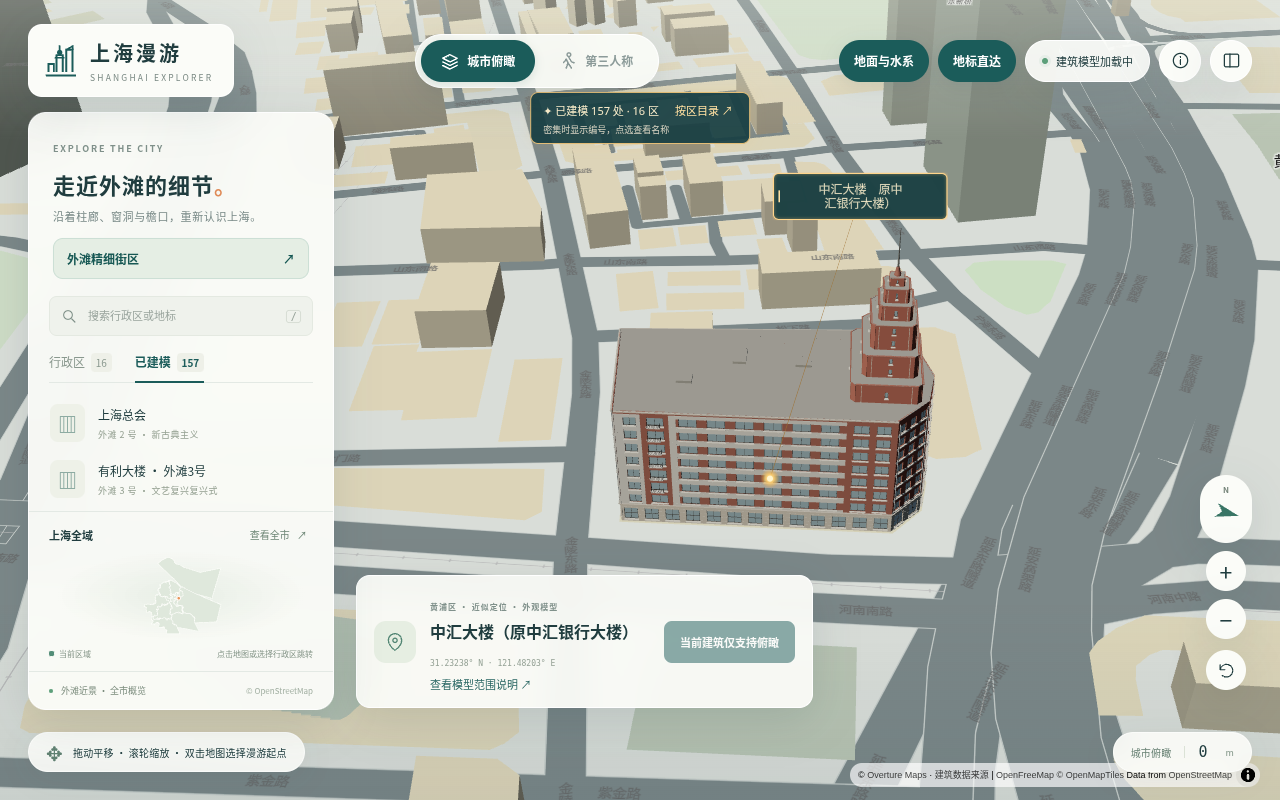 上海漫游
SHANGHAI EXPLORER
城市俯瞰
第三人称
地面与水系
地标直达
建筑模型加载中
✦ 已建模 157 处 · 16 区 按区目录 ↗
密集时显示编号，点选查看名称
EXPLORE THE CITY
走近外滩的细节。
沿着柱廊、窗洞与檐口，重新认识上海。
外滩精细街区 ↗
搜索行政区或地标 /
行政区 16
已建模 157
上海总会
外滩 2 号 · 新古典主义
有利大楼 · 外滩3号
外滩 3 号 · 文艺复兴复兴式
上海全域
查看全市 ↗
当前区域
点击地图或选择行政区跳转
外滩近景 · 全市概览
© OpenStreetMap
拖动平移 · 滚轮缩放 · 双击地图选择漫游起点
中汇大楼 原中
汇银行大楼）
黄浦区 · 近似定位 · 外观模型
中汇大楼（原中汇银行大楼）
31.23238° N · 121.48203° E
查看模型范围说明 ↗
当前建筑仅支持俯瞰
河南南路
河南中路
紫金路
紫金路
N
+
−
城市俯瞰 0 m
© Overture Maps · 建筑数据来源 | OpenFreeMap © OpenMapTiles Data from OpenStreetMap